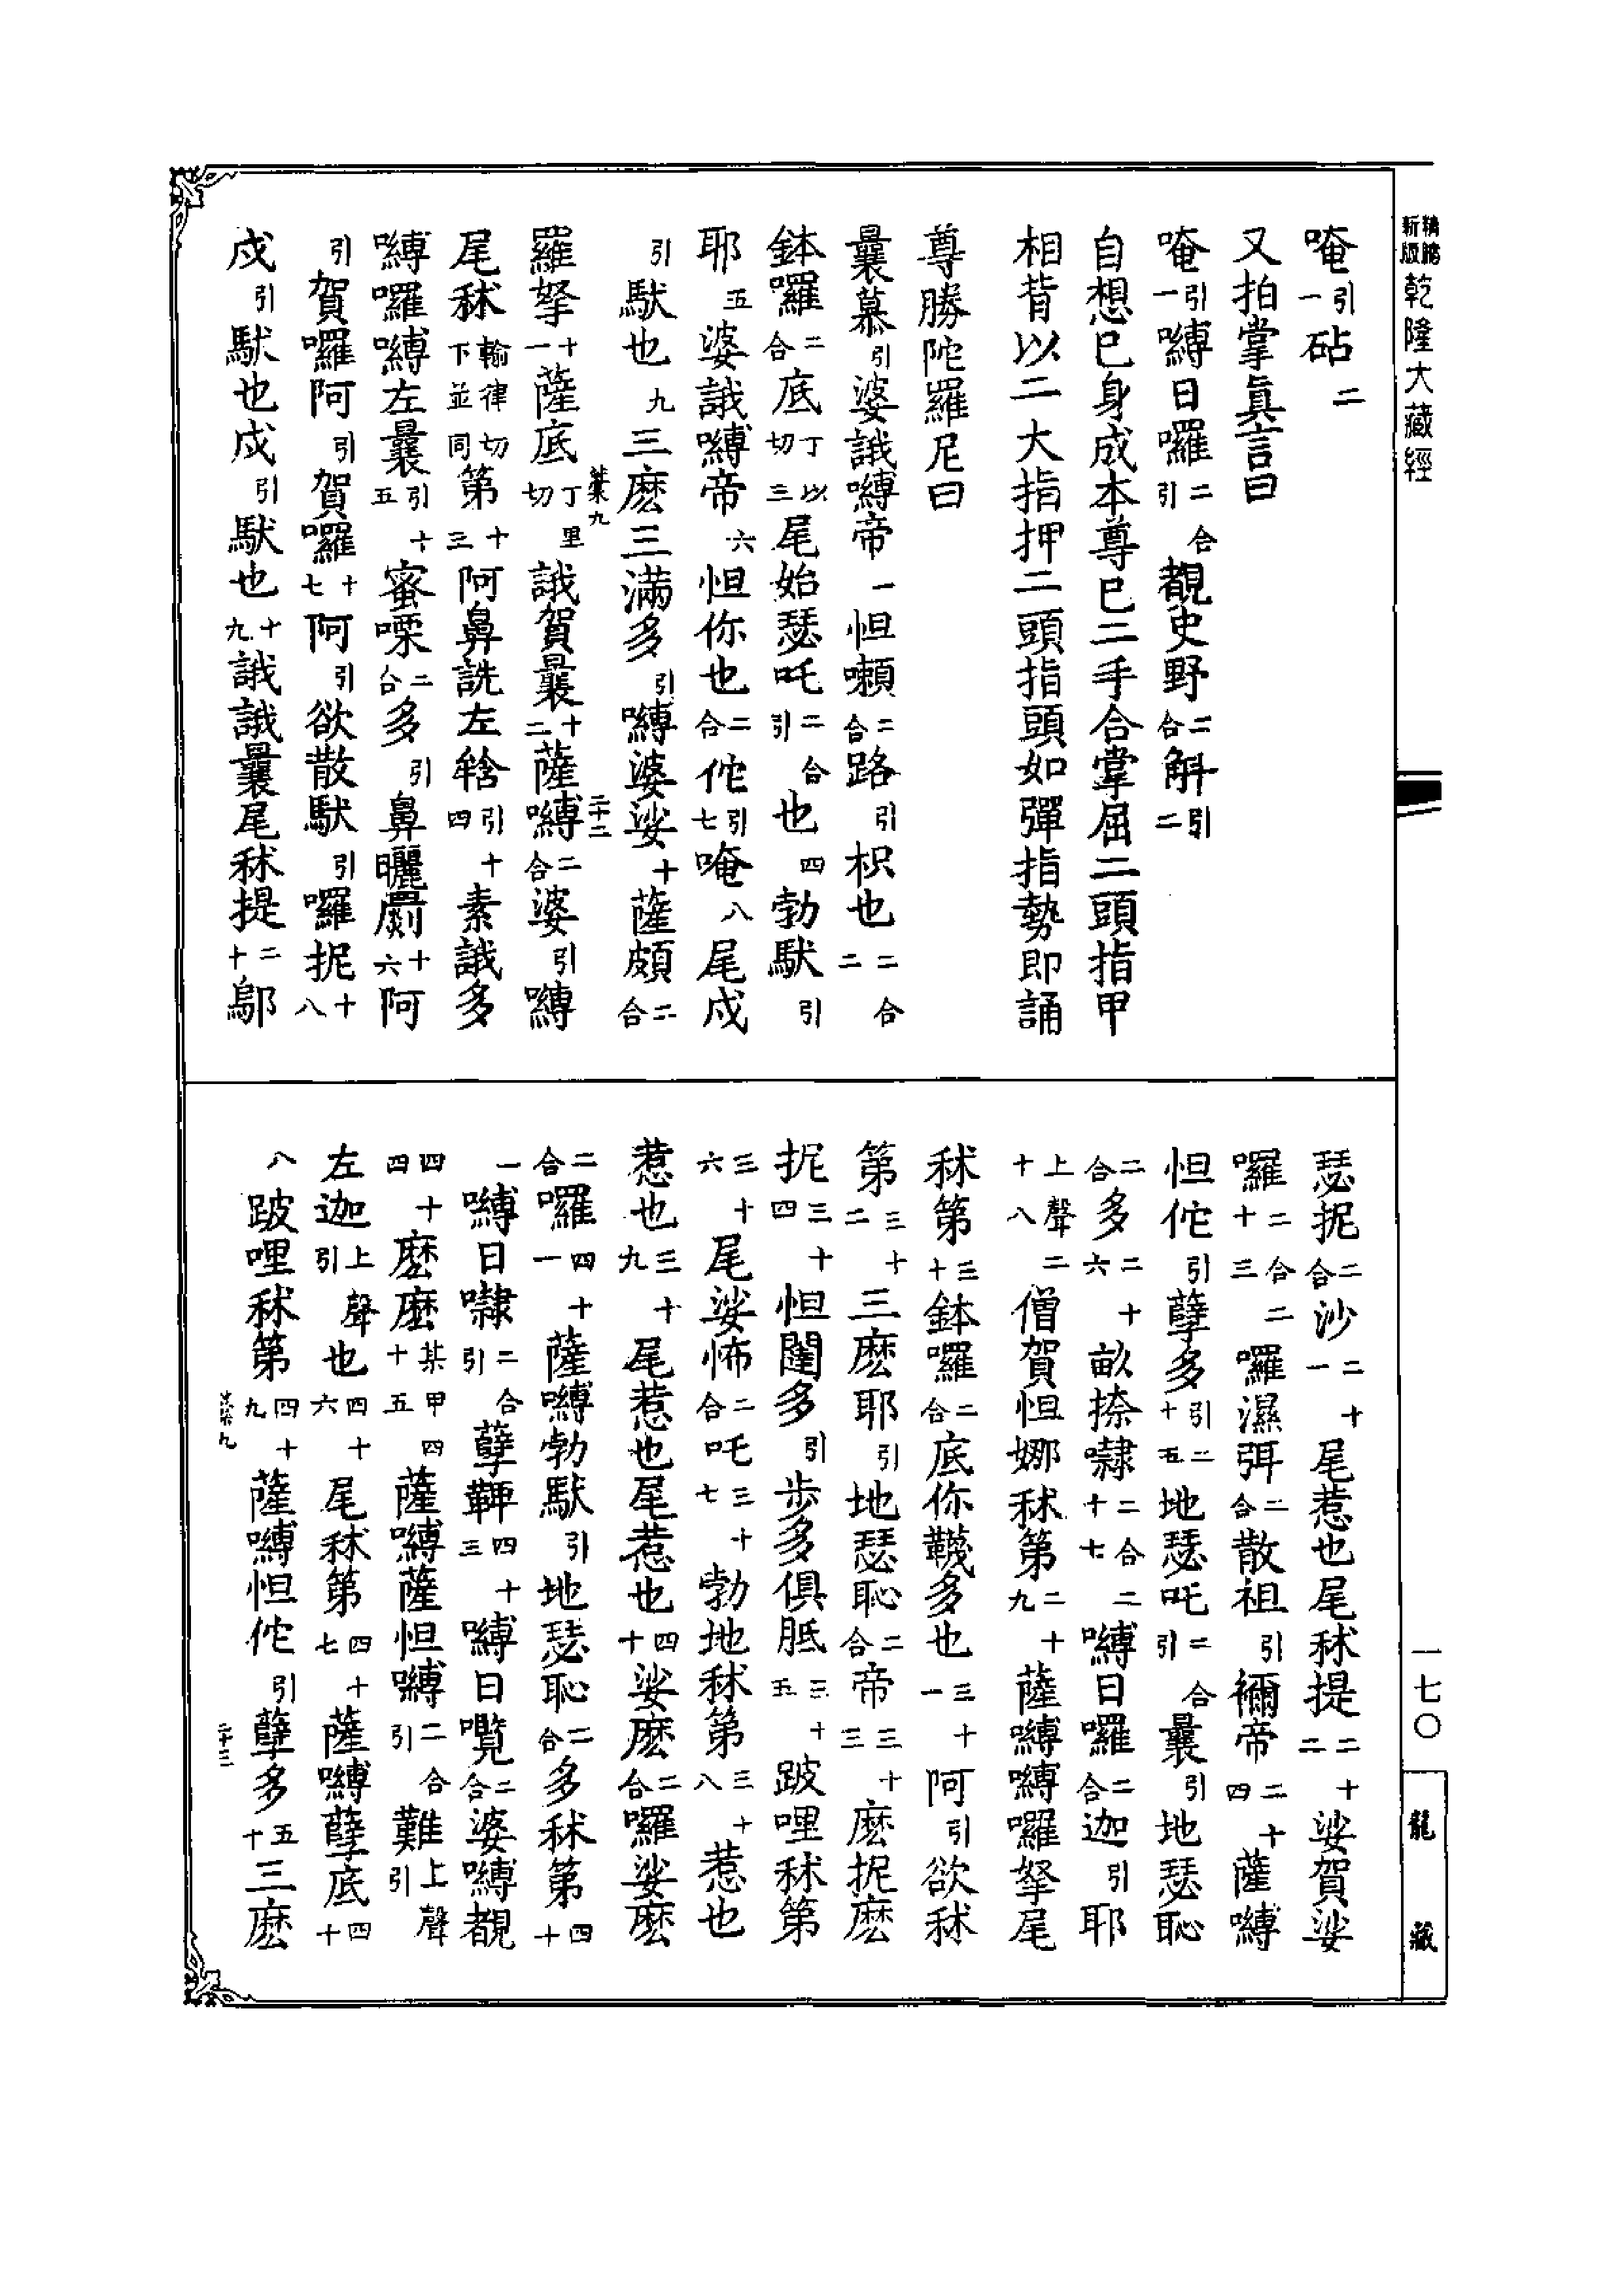 新版
乾隆大藏經
唵引一砧二
又拍掌真言曰
唵引一嚩日囉二合引覩史野二合斛引二
自想已身成本尊已二手合掌屈二頭指甲
相背以二大指押二頭指頭如彈指勢即誦
尊勝陀羅尼曰
曩慕引婆誐嚩帝一怛嚩二合路引枳也二合二
鉢囉二合底丁以切三尾始瑟吒二合引也四勃馱引
耶五婆誐嚩帝六怛你也二合佗引七唵八尾戍
引馱也九三麽三滿多引嚩婆娑十薩頗二合
羅拏十一薩底丁里切誐賀曩十二薩嚩二合婆引嚩
尾秫輸律切下並同第十三阿鼻詵左𤚥引十四素誐多
嚩囉嚩左曩引十五蜜㗚二合多引鼻曬罽十六阿
引賀囉阿引賀囉十七阿引欲散馱引囉抳十八
戍引馱也戍引馱也十九誐誐曩尾秫提二十鄔
瑟抳二合沙二十一尾惹也尾秫提二十二娑賀娑
囉二合二十三囉濕弭二合散祖引禰帝二十四薩嚩
怛佗引孽多引二十五地瑟吒二合引曩引地瑟恥
二合多二十六畝捺㘑二合二十七嚩日囉二合迦引耶
上聲二十八僧賀怛娜秫第二十九薩嚩嚩囉拏尾
秫第三十鉢囉二合底你韈多也三十一阿引欲秫
第三十二三麽耶引地瑟恥二合帝三十三麽抳麽
抳三十四怛闥多引步多俱胝三十五跛哩秫第
三十六尾娑怖二合吒三十七勃地秫第三十八惹也
惹也三十九尾惹也尾惹也四十娑麽二合囉娑麽
二合囉四十一薩嚩勃馱引地瑟恥二合多秫第四十
一嚩日㘑二合引孽鞞四十三嚩日囕二合婆嚩覩
四十四麽麽某甲四十五薩嚩薩怛嚩二合引難上聲引
左迦上聲引也四十六尾秫第四十七薩嚩孽底四十
八跛哩秫第四十九薩嚩怛佗引孽多五十三麽
二十二
二十三
一七〇
龍藏